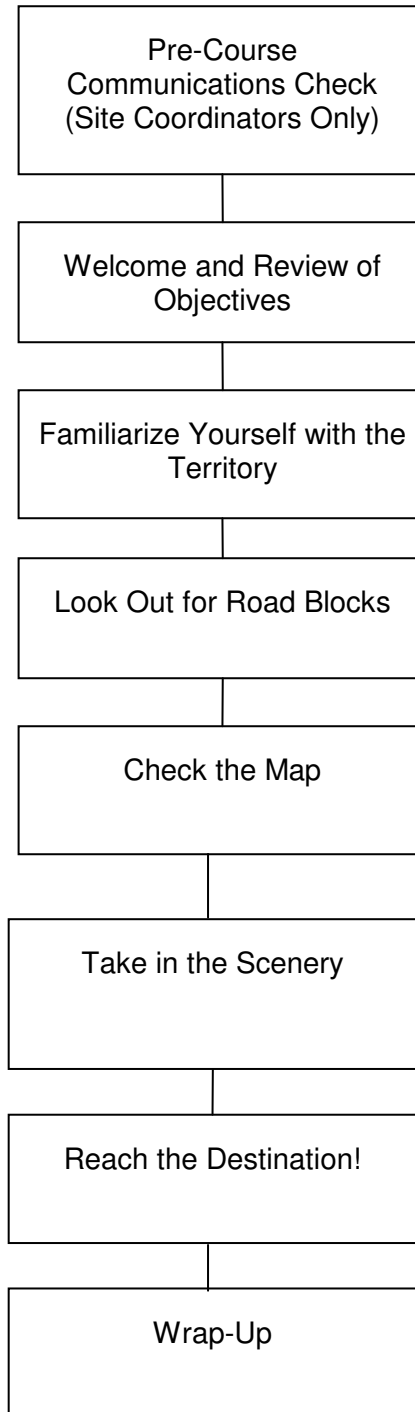 Pre-Course
Communications Check
(Site Coordinators Only)
Welcome and Review of
Objectives
Familiarize Yourself with the
Territory
Look Out for Road Blocks
Check the Map
Take in the Scenery
Reach the Destination!
Wrap-Up